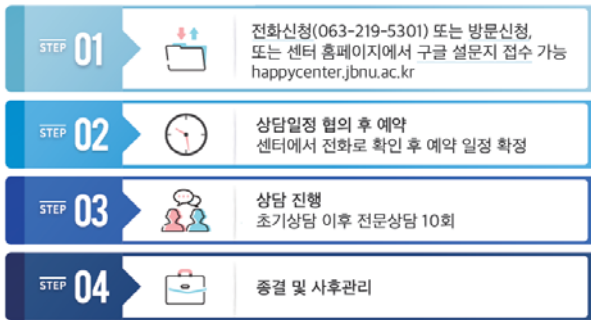 STEP 01
전화신청(063-219-5301) 또는 방문신청,
또는 센터 홈페이지에서 구글 설문지 접수 가능
happycenter.jbnu.ac.kr
STEP 02
상담일정 협의 후 예약
센터에서 전화로 확인 후 예약 일정 확정
STEP 03
상담 진행
초기상담 이후 전문상담 10회
STEP 04
종결 및 사후관리